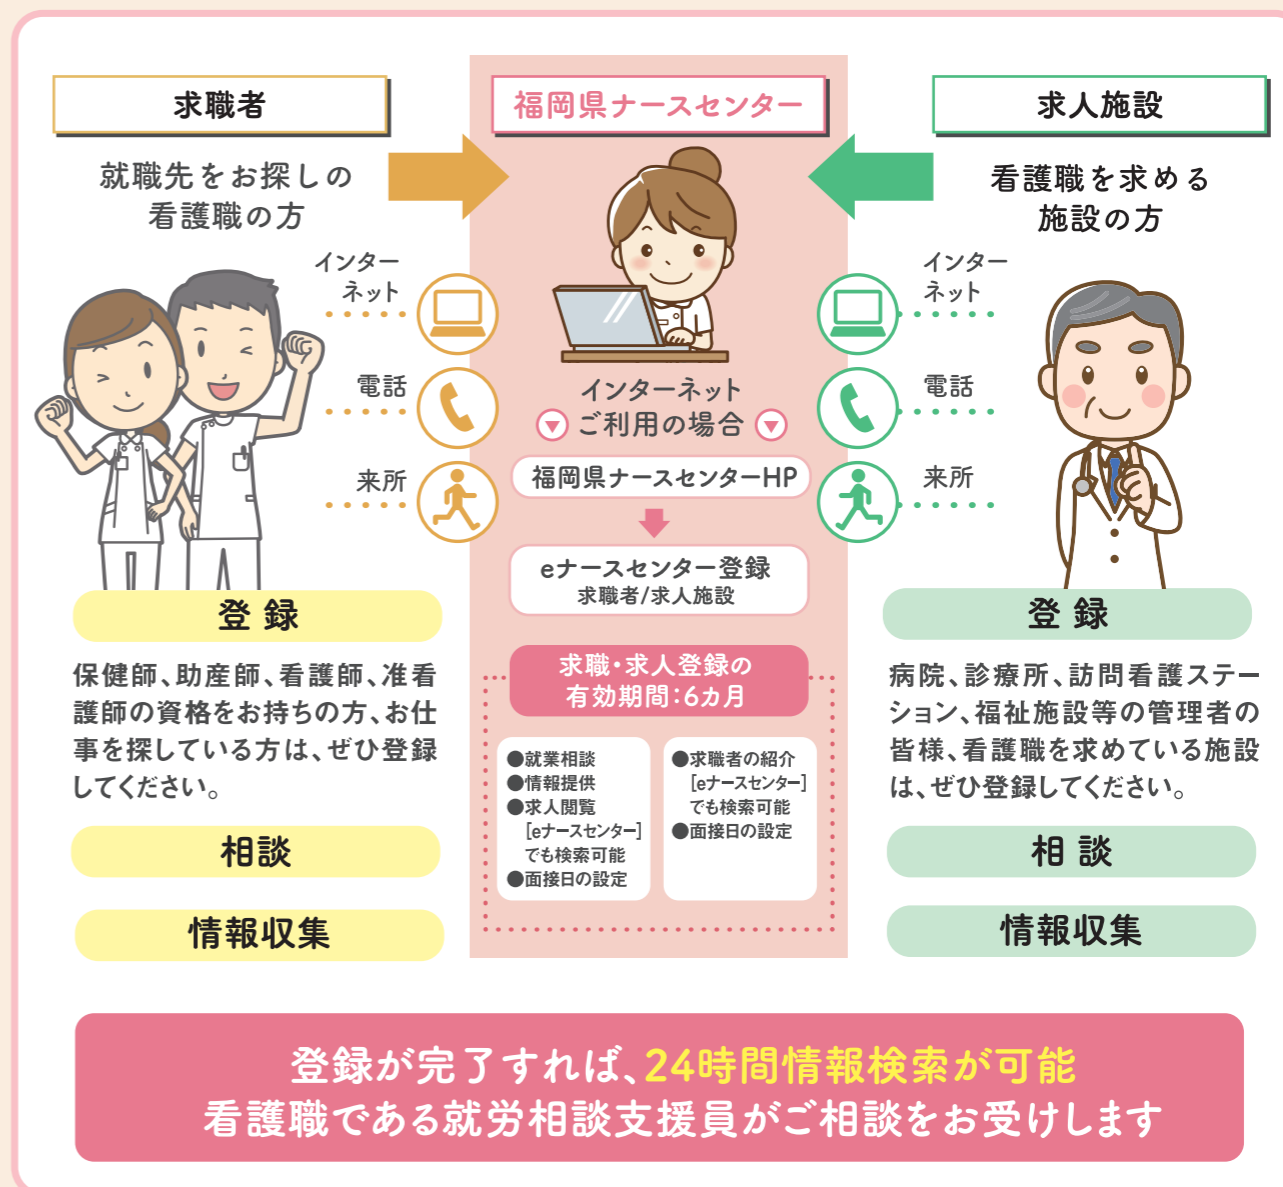 求職者
就職先をお探しの
看護職の方
インター
ネット
電話
来所
登録
保健師、助産師、看護師、准看
護師の資格をお持ちの方、お仕
事を探している方は、ぜひ登録
してください。
相談
情報収集
福岡県ナースセンター
インターネット
ご利用の場合
福岡県ナースセンターHP
eナースセンター登録
求職者/求人施設
求職・求人登録の
有効期間：6カ月
●就業相談
●情報提供
●求人閲覧
[eナースセンター]
でも検索可能
●面接日の設定
●求職者の紹介
[eナースセンター]
でも検索可能
●面接日の設定
求人施設
看護職を求める
施設の方
インター
ネット
電話
来所
登録
病院、診療所、訪問看護ステー
ション、福祉施設等の管理者の
皆様、看護職を求めている施設
は、ぜひ登録してください。
相談
情報収集
登録が完了すれば、24時間情報検索が可能
看護職である就労相談支援員がご相談をお受けします